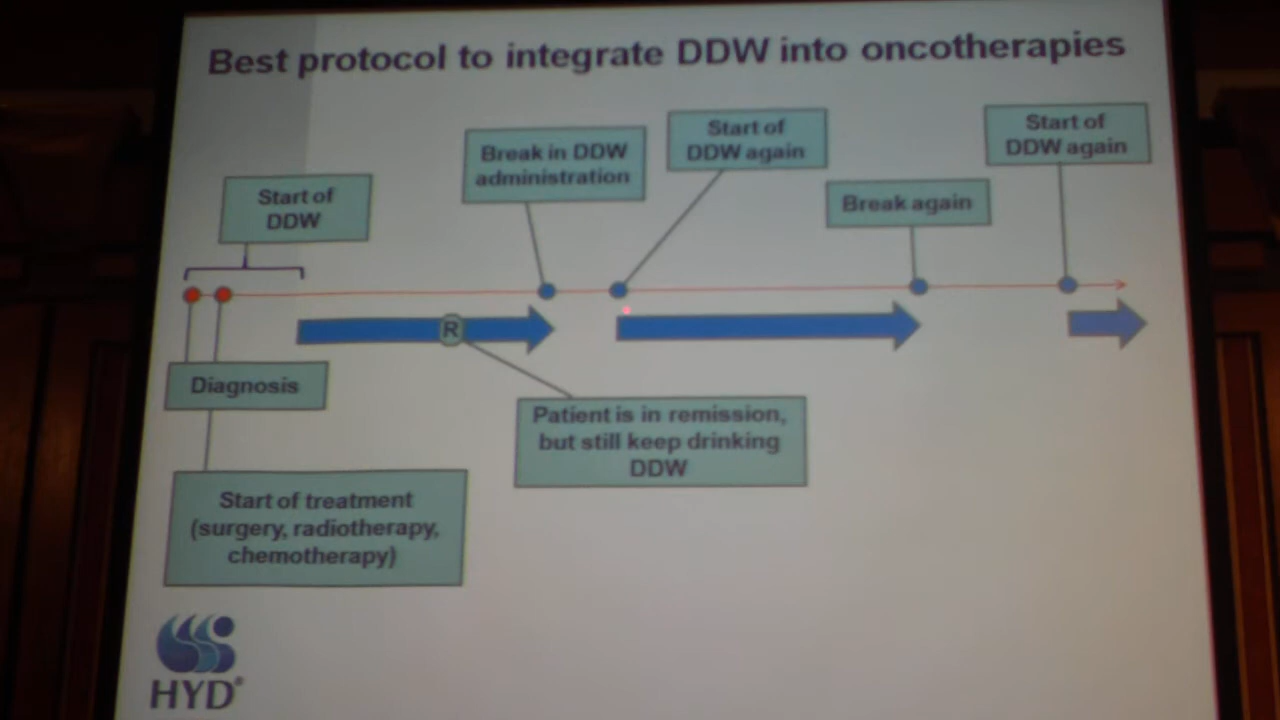 Best protocol to integrate DDW into oncotherapies
Start of
DDW
Break in DDW
administration
Start of
DDW again
Break again
Start of
DDW again
R
Diagnosis
Patient is in remission,
but still keep drinking
DDW
Start of treatment
(surgery, radiotherapy,
chemotherapy)
HYD®